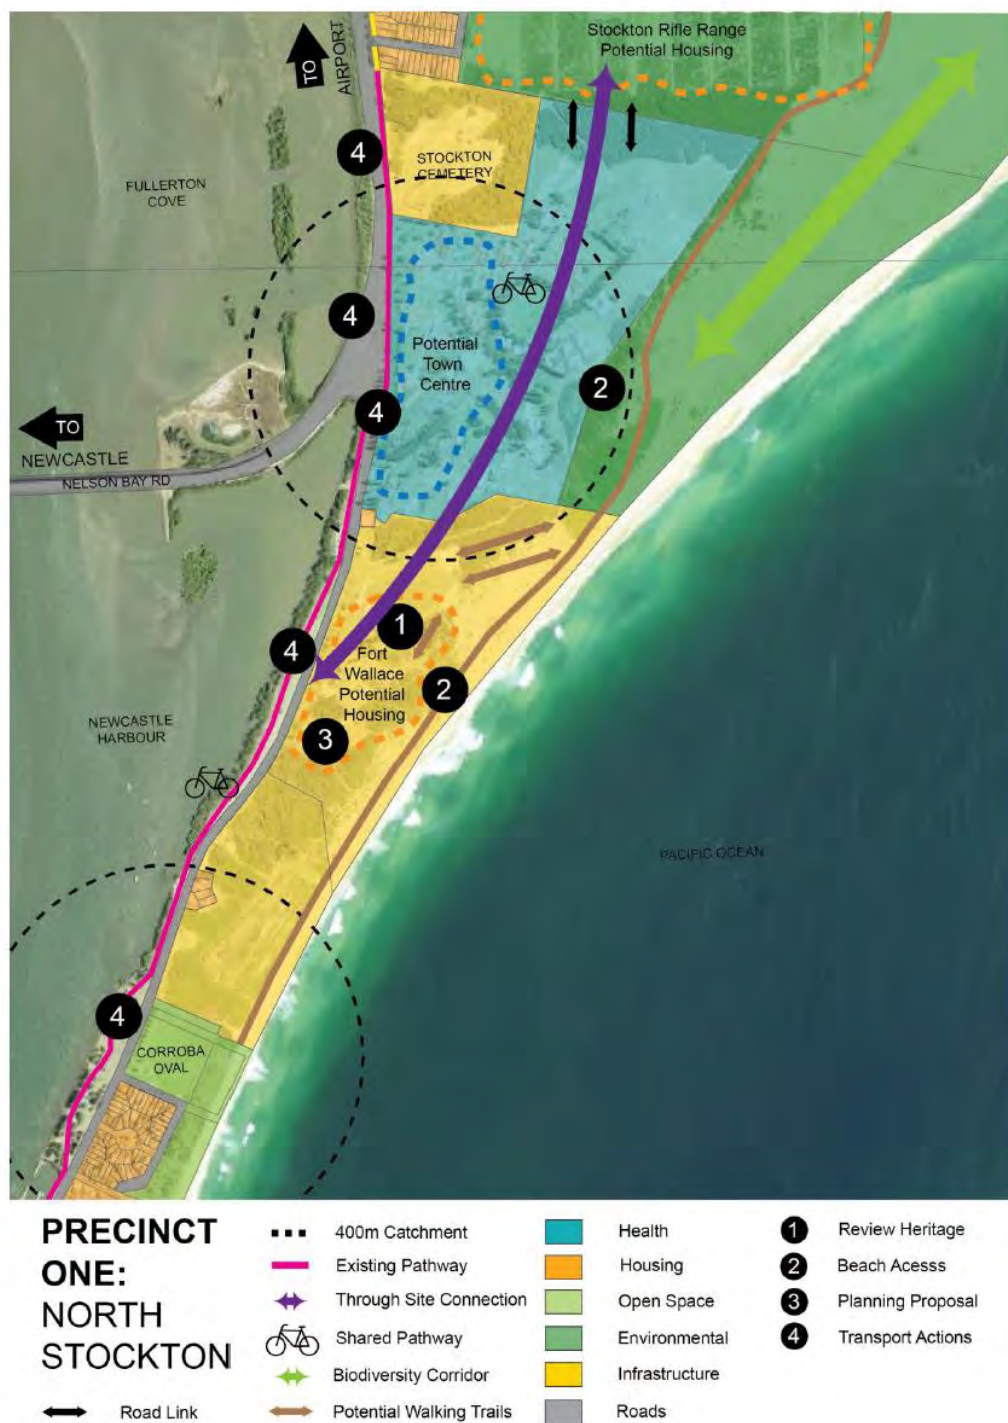 Stockton Rifle Range
Potential Housing
TO
AIRPORT
4
STOCKTON
CEMETERY
FULLERTON
COVE
4
Potential
Town
Centre
2
4
TO
NEWCASTLE
NELSON BAY RD
1
4
Fort
Wallace
Potential
Housing
2
3
NEWCASTLE
HARBOUR
PACIFIC OCEAN
4
CORROBA
OVAL
PRECINCT
ONE:
NORTH
STOCKTON
Road Link
400m Catchment
Existing Pathway
Through Site Connection
Shared Pathway
Biodiversity Corridor
Potential Walking Trails
Health
Housing
Open Space
Environmental
Infrastructure
Roads
1 Review Heritage
2 Beach Acesss
3 Planning Proposal
4 Transport Actions